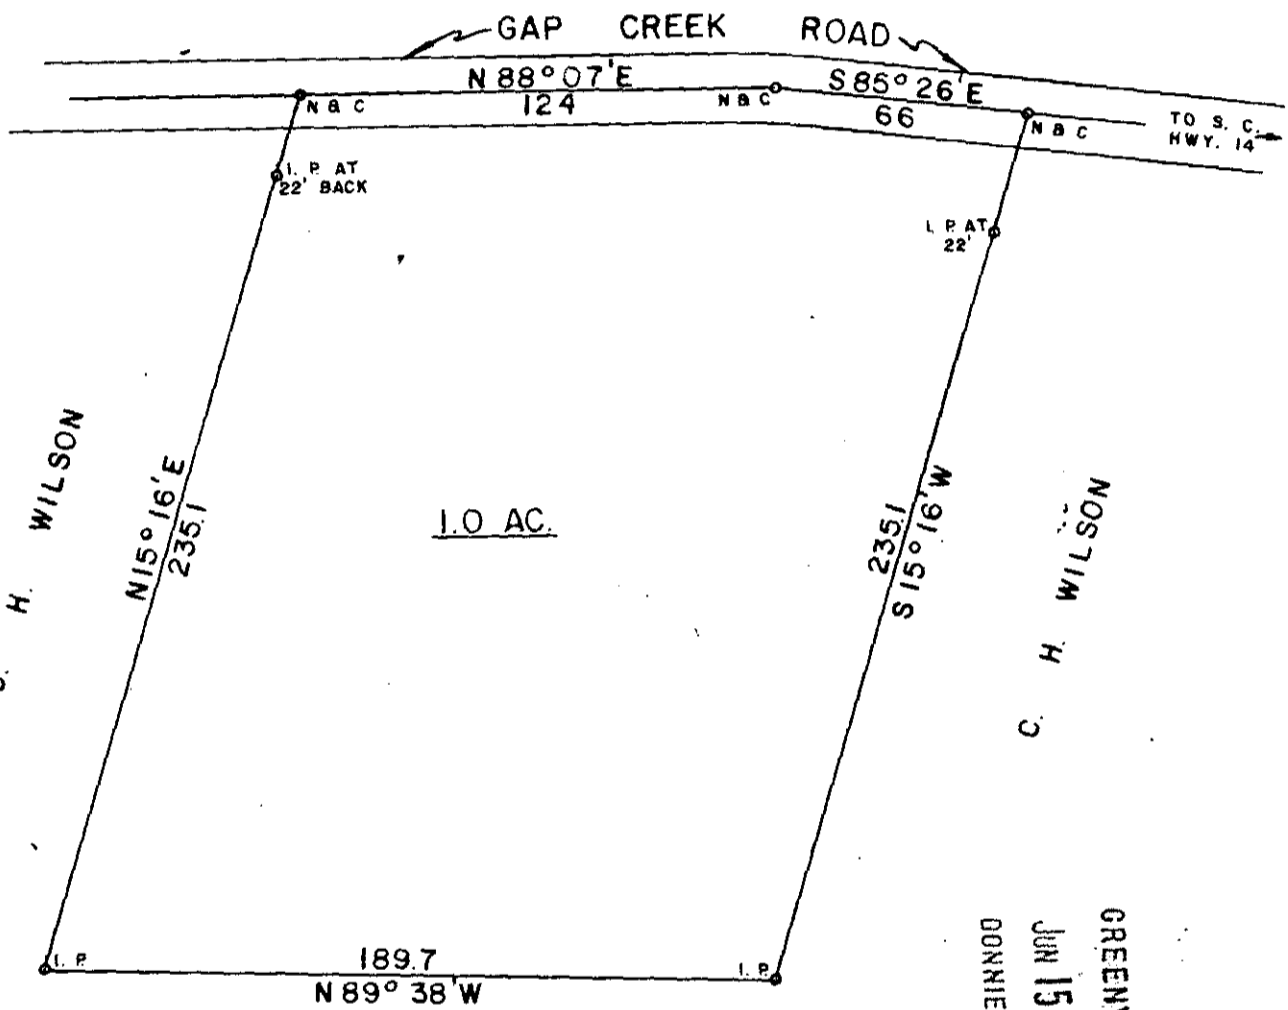 GAP CREEK ROAD
N 88° 07' E
124
S 85° 26' E
66
N & C
N & C
N & C
TO S. C.
HWY. 14
I. P. AT
22' BACK
I. P. AT
22'
N 15° 16' E
235.1
1.0 AC.
235.1
S 15° 16' W
H. WILSON
C. H. WILSON
I. P.
189.7
N 89° 38' W
I. P.
JUN 15
DONNIE